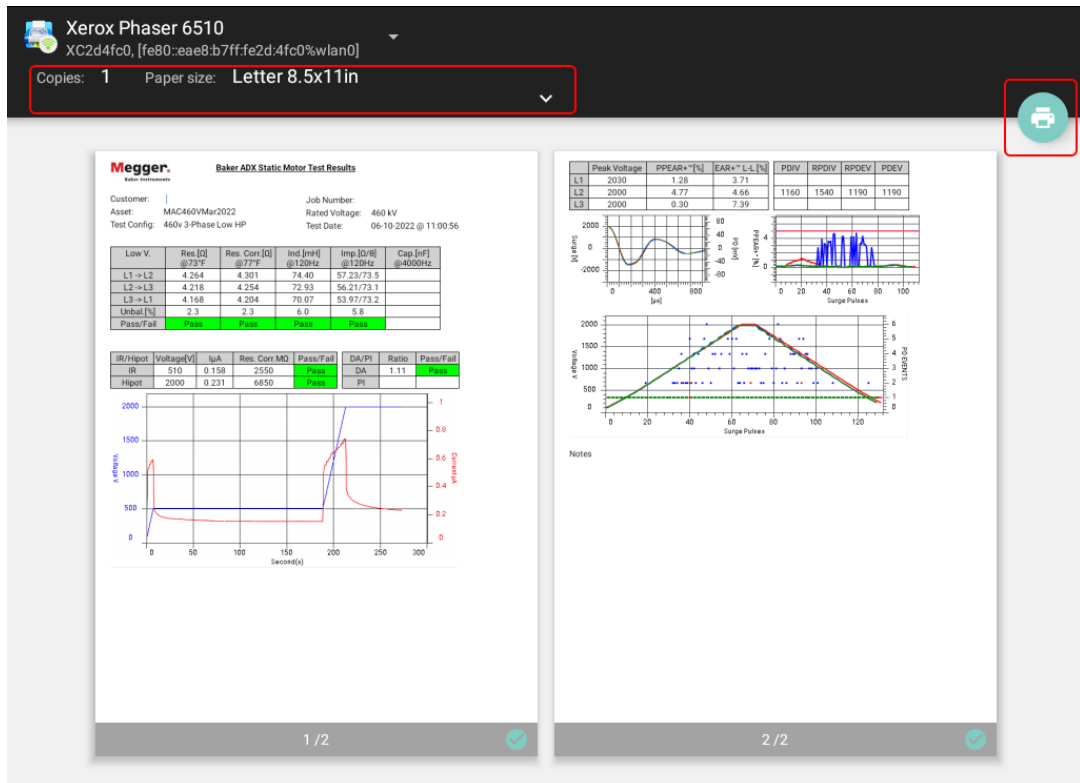 Xerox Phaser 6510
XC2d4fc0, [fe80::eae8:b7ff:fe2d:4fc0%wlan0]
Copies: 1 Paper size: Letter 8.5x11in
Megger.
Baker Instruments
Baker ADX Static Motor Test Results
Customer: Job Number:
Asset: MAC460VMar2022 Rated Voltage: 460 kV
Test Config: 460v 3-Phase Low HP Test Date: 06-10-2022 @ 11:00:56
Low V. Res.[Ω] Res. Corr.[Ω] Ind.[mH] Imp.[Ω/θ] Cap.[nF]
@73°F @77°F @120Hz @120Hz @4000Hz
L1->L2 4.264 4.301 74.40 57.23/73.5
L2->L3 4.218 4.254 72.93 56.21/73.1
L3->L1 4.168 4.204 70.07 53.97/73.2
Unbal.[%] 2.3 2.3 6.0 5.8
Pass/Fail Pass Pass Pass Pass
IR/Hipot Voltage[V] IµA Res. Corr.MΩ Pass/Fail
IR 510 0.158 2550 Pass
Hipot 2000 0.231 6850 Pass
DA/PI Ratio Pass/Fail
DA 1.11 Pass
PI
2000
1500
1000
500
0
Voltage V
1
0.8
0.6
0.4
0.2
0
Current µA
0 50 100 150 200 250 300
Second(s)
1 /2
Peak Voltage PPEAR+™[%] EAR+™ L-L [%]
L1 2030 1.28 3.71
L2 2000 4.77 4.66
L3 2000 0.30 7.39
PDIV RPDIV RPDEV PDEV
1160 1540 1190 1190
2000
0
-2000
Surge [V]
80
40
0
-40
-80
PD [mV]
0 400 800
[µs]
PPEAR+™ [%]
4
0
0 20 40 60 80 100
Surge Pulses
2000
1500
1000
500
0
Voltage V
6
5
4
3
2
1
0
PD EVENTS
0 20 40 60 80 100 120
Surge Pulses
Notes
2 /2